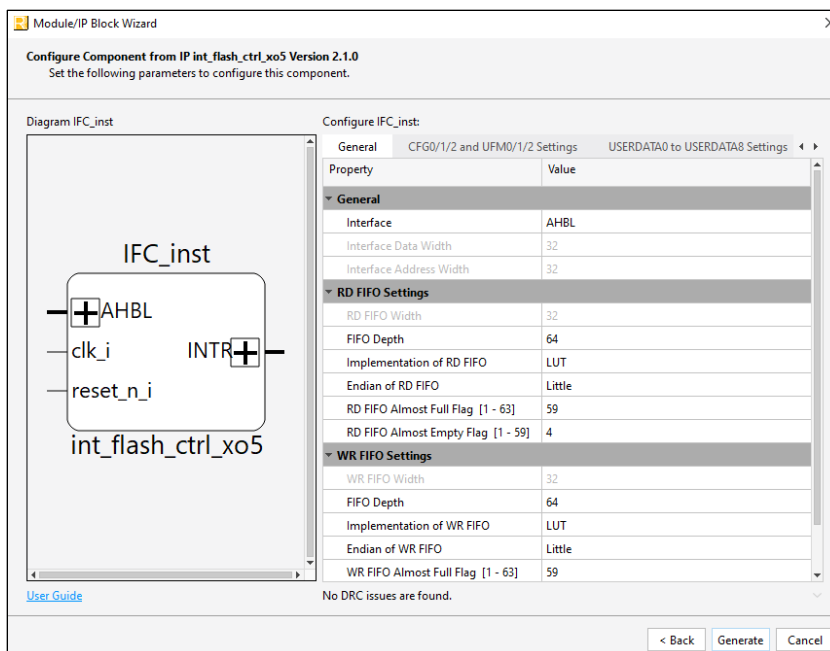 Module/IP Block Wizard
Configure Component from IP int_flash_ctrl_xo5 Version 2.1.0
Set the following parameters to configure this component.
Diagram IFC_inst
Configure IFC_inst:
General CFG0/1/2 and UFM0/1/2 Settings USERDATA0 to USERDATA8 Settings
Property Value
General
Interface AHBL
Interface Data Width 32
Interface Address Width 32
RD FIFO Settings
RD FIFO Width 32
FIFO Depth 64
Implementation of RD FIFO LUT
Endian of RD FIFO Little
RD FIFO Almost Full Flag [1 - 63] 59
RD FIFO Almost Empty Flag [1 - 59] 4
WR FIFO Settings
WR FIFO Width 32
FIFO Depth 64
Implementation of WR FIFO LUT
Endian of WR FIFO Little
WR FIFO Almost Full Flag [1 - 63] 59
IFC_inst
AHBL
clk_i INTR
reset_n_i
int_flash_ctrl_xo5
User Guide
No DRC issues are found.
< Back Generate Cancel